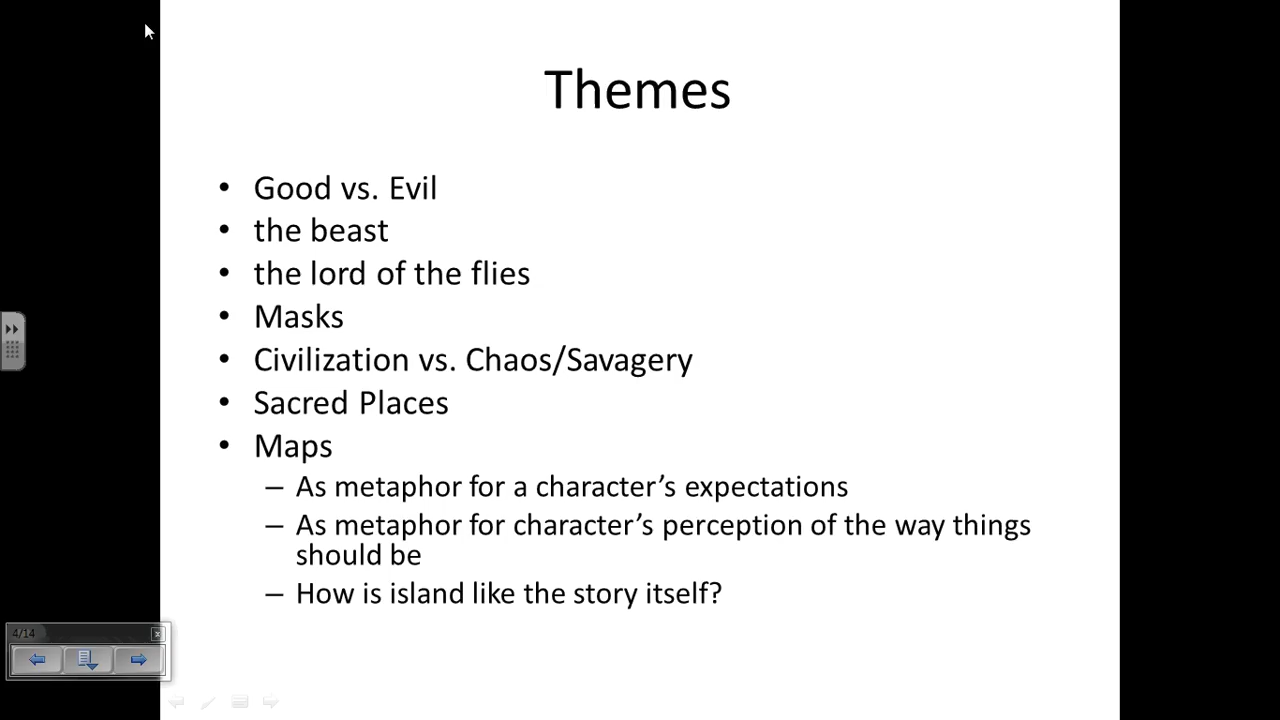 Themes
• Good vs. Evil
• the beast
• the lord of the flies
• Masks
• Civilization vs. Chaos/Savagery
• Sacred Places
• Maps
– As metaphor for a character’s expectations
– As metaphor for character’s perception of the way things
should be
– How is island like the story itself?
4/14
x